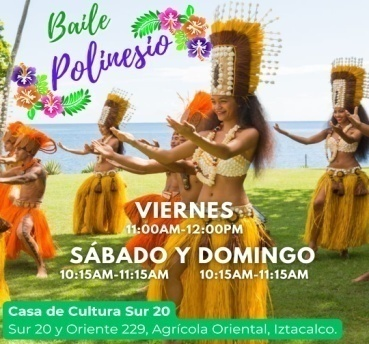 Baile
Polinesio
VIERNES
11:00AM-12:00PM
SÁBADO Y DOMINGO
10:15AM-11:15AM 10:15AM-11:15AM
Casa de Cultura Sur 20
Sur 20 y Oriente 229, Agrícola Oriental, Iztacalco.